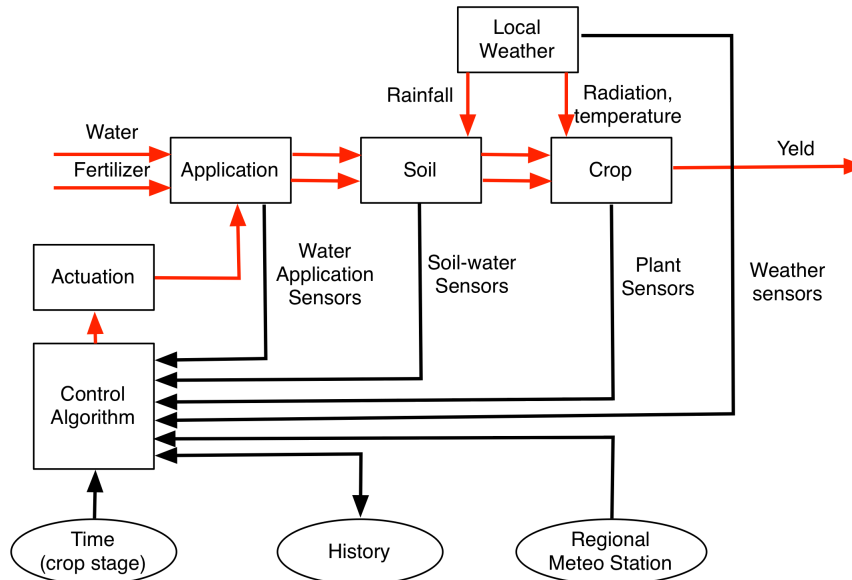 Local
Weather
Rainfall
Radiation,
temperature
Water
Fertilizer
Application
Soil
Crop
Yeld
Actuation
Water
Application
Sensors
Soil-water
Sensors
Plant
Sensors
Weather
sensors
Control
Algorithm
Time
(crop stage)
History
Regional
Meteo Station